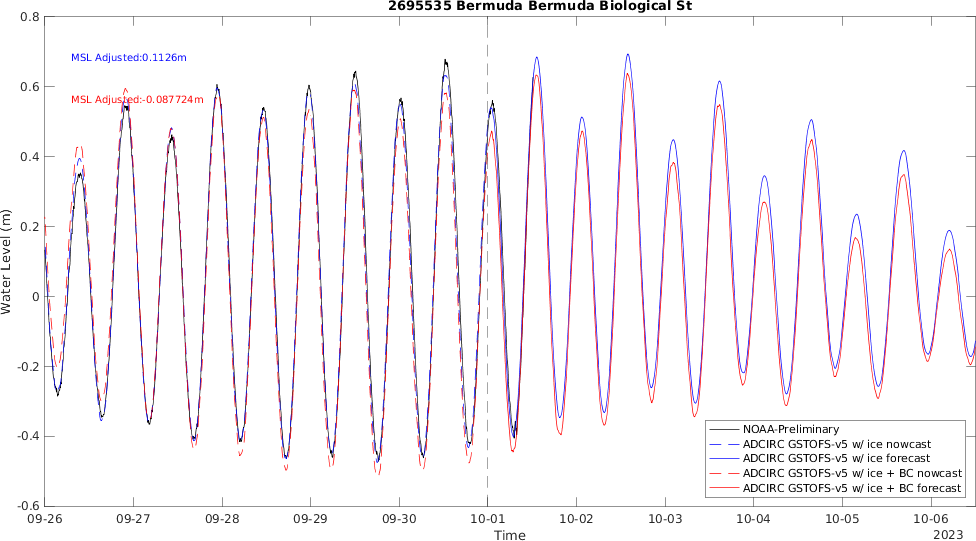 2695535 Bermuda Bermuda Biological St
MSL Adjusted:0.1126m
MSL Adjusted:-0.087724m
Water Level (m)
0.8
0.6
0.4
0.2
0
-0.2
-0.4
-0.6
NOAA-Preliminary
ADCIRC GSTOFS-v5 w/ ice nowcast
ADCIRC GSTOFS-v5 w/ ice forecast
ADCIRC GSTOFS-v5 w/ ice + BC nowcast
ADCIRC GSTOFS-v5 w/ ice + BC forecast
09-26 09-27 09-28 09-29 09-30 10-01 10-02 10-03 10-04 10-05 10-06
Time
2023